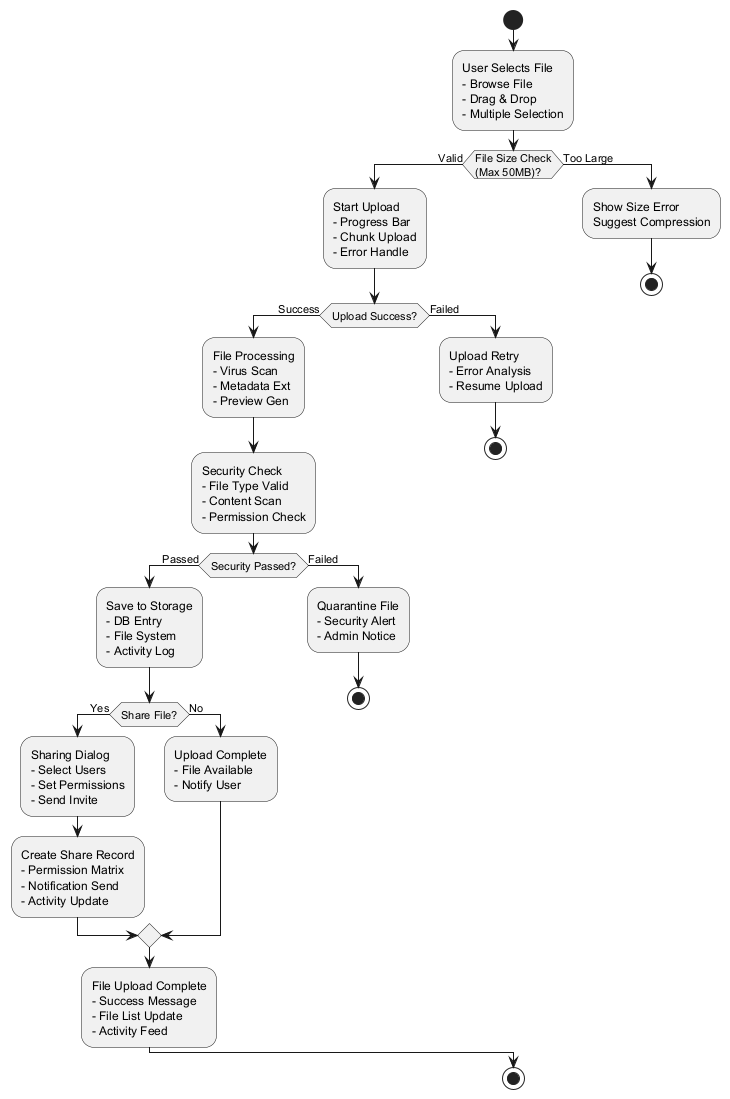 User Selects File
- Browse File
- Drag & Drop
- Multiple Selection
Valid
File Size Check
(Max 50MB)?
Too Large
Start Upload
- Progress Bar
- Chunk Upload
- Error Handle
Show Size Error
Suggest Compression
Success
Upload Success?
Failed
File Processing
- Virus Scan
- Metadata Ext
- Preview Gen
Upload Retry
- Error Analysis
- Resume Upload
Security Check
- File Type Valid
- Content Scan
- Permission Check
Passed
Security Passed?
Failed
Save to Storage
- DB Entry
- File System
- Activity Log
Quarantine File
- Security Alert
- Admin Notice
Yes
Share File?
No
Sharing Dialog
- Select Users
- Set Permissions
- Send Invite
Upload Complete
- File Available
- Notify User
Create Share Record
- Permission Matrix
- Notification Send
- Activity Update
File Upload Complete
- Success Message
- File List Update
- Activity Feed